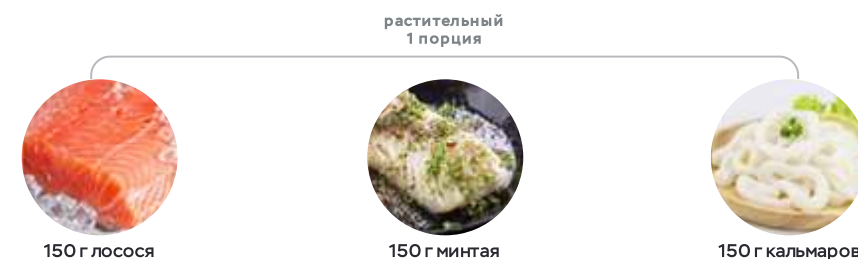 растительный
1 порция
150 г лосося
150 г минтая
150 г кальмаров